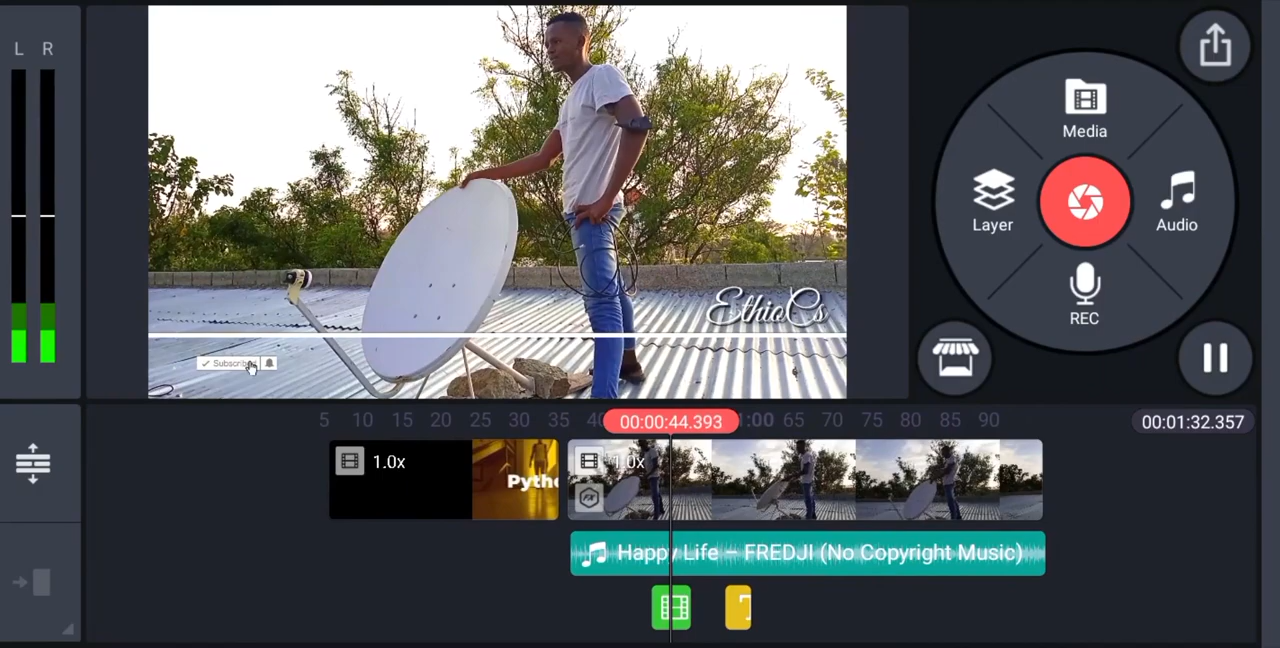 L R
Media
Layer
Audio
REC
EthioCs
Subscribed
5 10 15 20 25 30 35 40 00:00:44.393 1:00 65 70 75 80 85 90 00:01:32.357
1.0x
Pytho
1.0x
Happy Life – FREDJI (No Copyright Music)